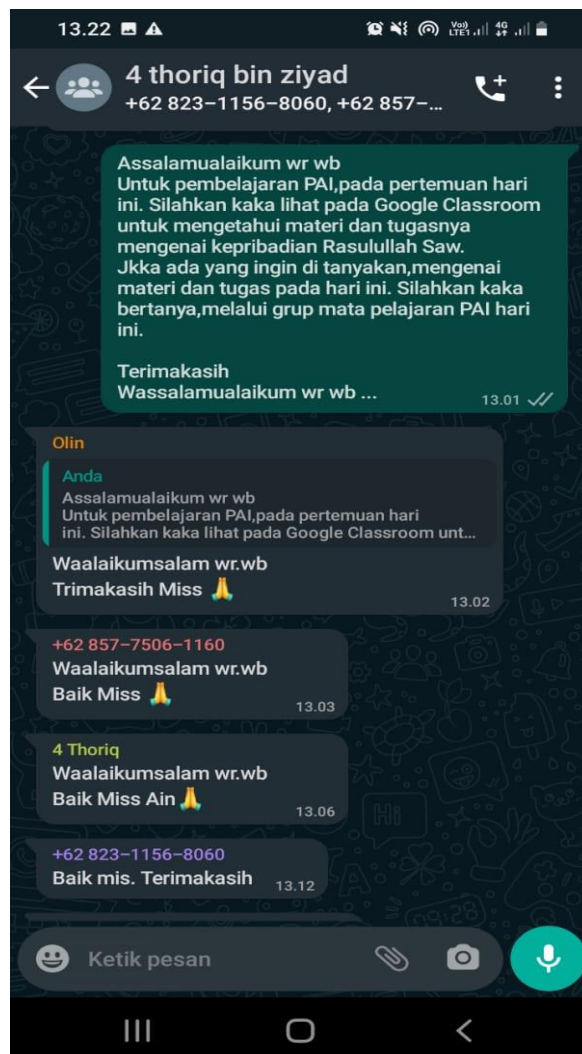 13.22
Vo)) LTE1 4G
4 thoriq bin ziyad
+62 823-1156-8060, +62 857-...
Assalamualaikum wr wb
Untuk pembelajaran PAI,pada pertemuan hari
ini. Silahkan kaka lihat pada Google Classroom
untuk mengetahui materi dan tugasnya
mengenai kepribadian Rasulullah Saw.
Jkka ada yang ingin di tanyakan,mengenai
materi dan tugas pada hari ini. Silahkan kaka
bertanya,melalui grup mata pelajaran PAI hari
ini.
Terimakasih
Wassalamualaikum wr wb ...
13.01
Olin
Anda
Assalamualaikum wr wb
Untuk pembelajaran PAI,pada pertemuan hari
ini. Silahkan kaka lihat pada Google Classroom unt...
Waalaikumsalam wr.wb
Trimakasih Miss 🙏
13.02
+62 857-7506-1160
Waalaikumsalam wr.wb
Baik Miss 🙏
13.03
4 Thoriq
Waalaikumsalam wr.wb
Baik Miss Ain 🙏
13.06
+62 823-1156-8060
Baik mis. Terimakasih
13.12
Ketik pesan